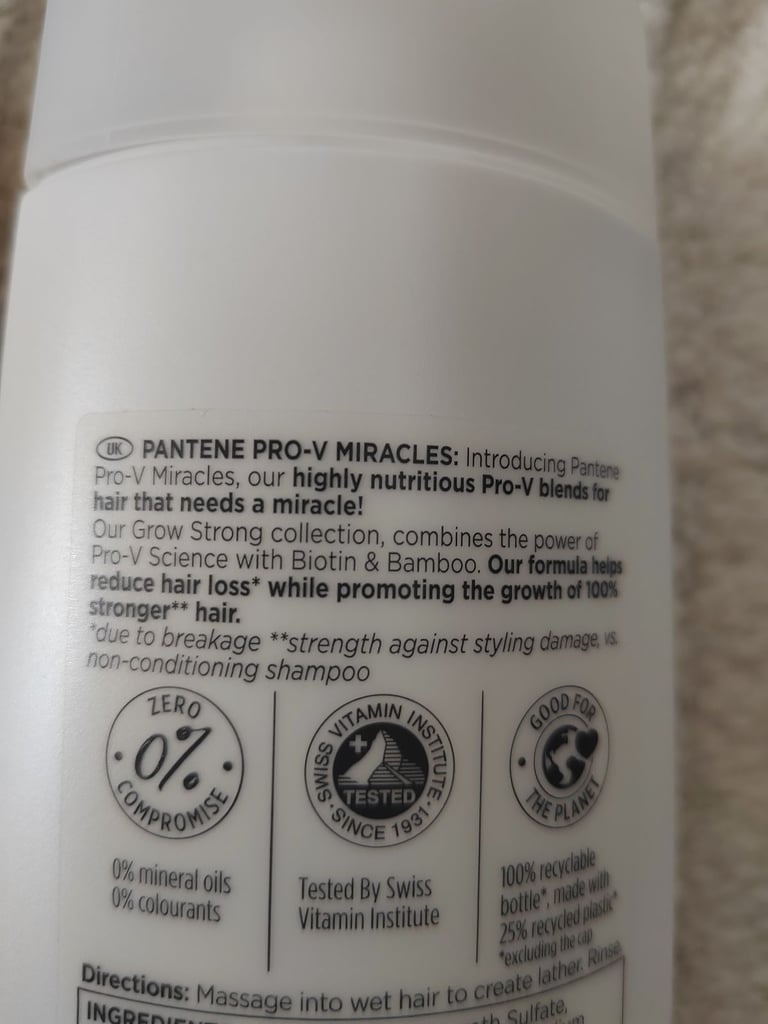 UK PANTENE PRO-V MIRACLES: Introducing Pantene
Pro-V Miracles, our highly nutritious Pro-V blends for
hair that needs a miracle!
Our Grow Strong collection, combines the power of
Pro-V Science with Biotin & Bamboo. Our formula helps
reduce hair loss* while promoting the growth of 100%
stronger** hair.
*due to breakage **strength against styling damage, vs.
non-conditioning shampoo
ZERO
0%
COMPROMISE
0% mineral oils
0% colourants
SWISS VITAMIN INSTITUTE
TESTED
SINCE 1931
Tested By Swiss
Vitamin Institute
GOOD FOR
THE PLANET
100% recyclable
bottle*, made with
25% recycled plastic*
*excluding the cap
Directions: Massage into wet hair to create lather. Rinse.
Sulfate,